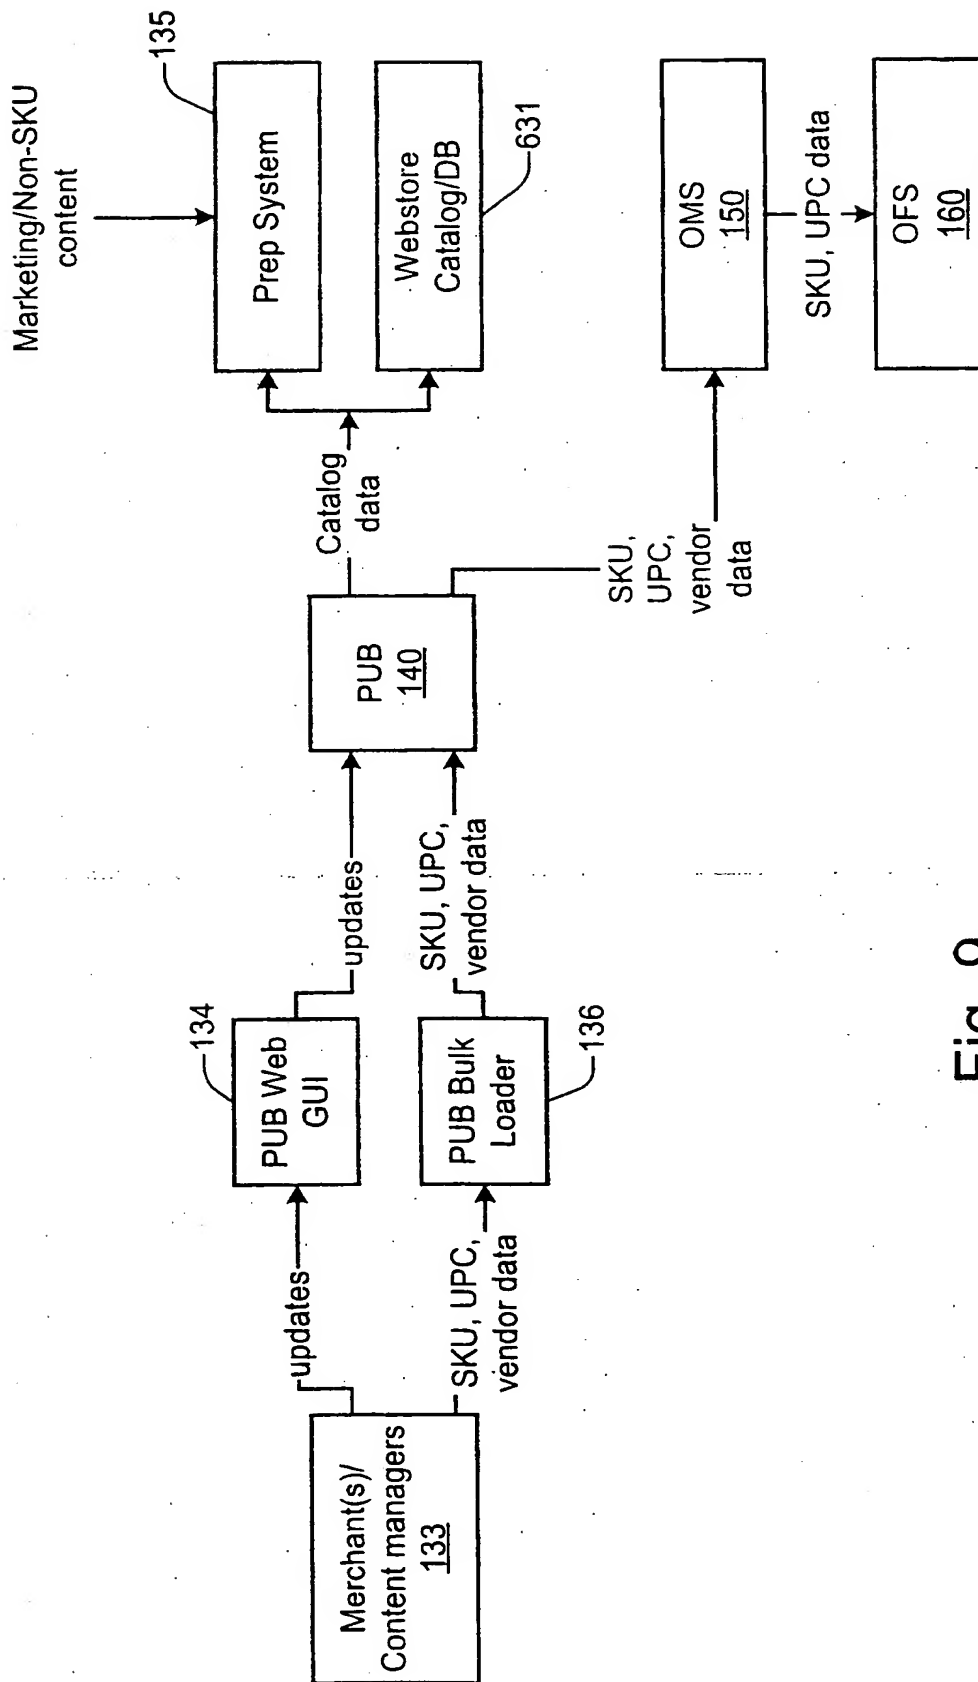 Marketing/Non-SKU
content
135
Prep System
Webstore
Catalog/DB
631
Catalog
data
OMS
150
SKU, UPC data
OFS
160
SKU,
UPC,
vendor
data
PUB
140
updates
SKU, UPC,
vendor data
134
PUB Web
GUI
PUB Bulk
Loader
136
updates
SKU, UPC,
vendor data
Merchant(s)/
Content managers
133
Fig.